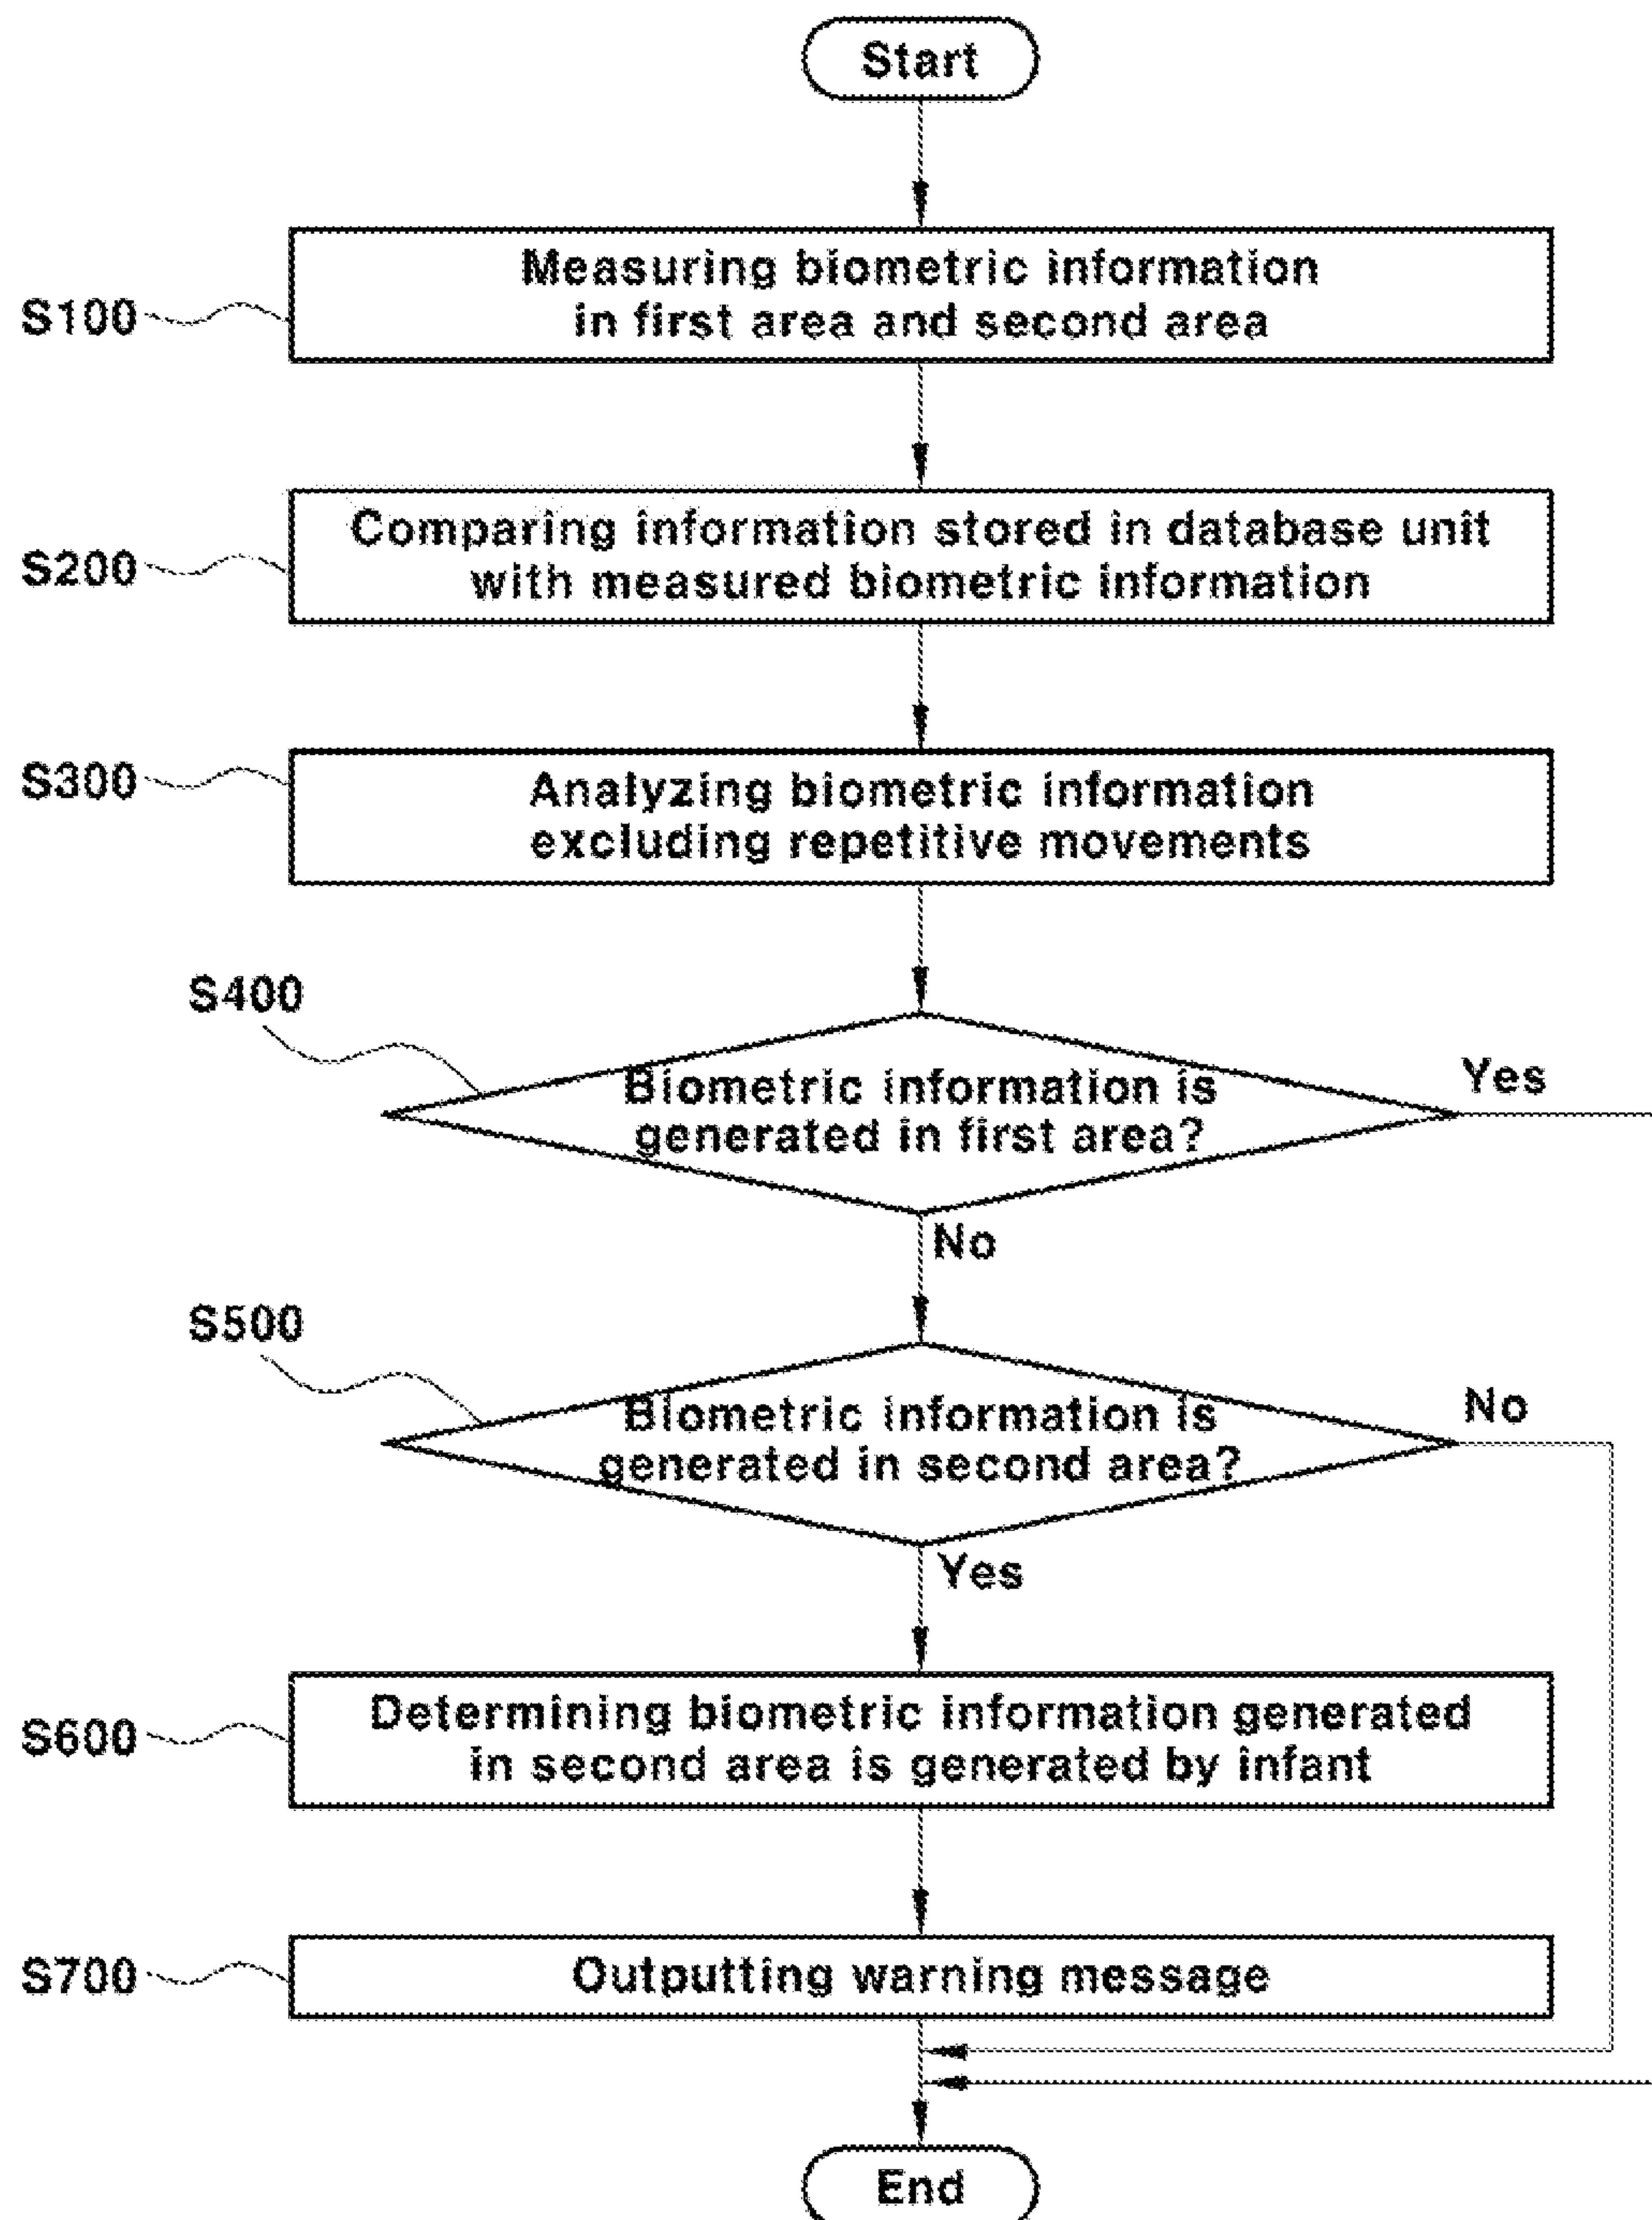 Start
S100
Measuring biometric information
in first area and second area
S200
Comparing information stored in database unit
with measured biometric information
S300
Analyzing biometric information
excluding repetitive movements
S400
Biometric information is
generated in first area?
Yes
No
S500
Biometric information is
generated in second area?
No
Yes
S600
Determining biometric information generated
in second area is generated by infant
S700
Outputting warning message
End